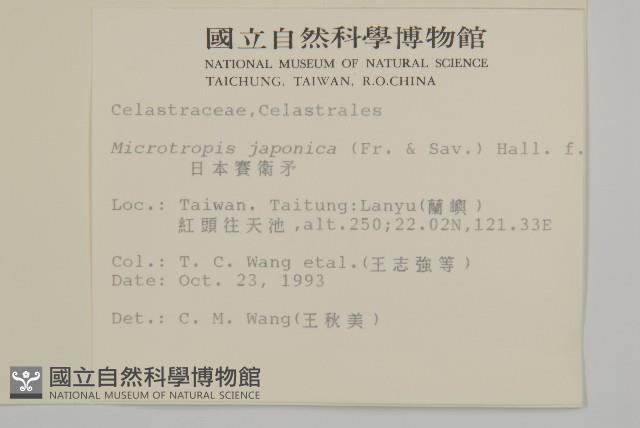 國立自然科學博物館
NATIONAL MUSEUM OF NATURAL SCIENCE
TAICHUNG, TAIWAN, R.O.CHINA
Celastraceae,Celastrales
Microtropis japonica (Fr. & Sav.) Hall. f.
日本賽衛矛
Loc.: Taiwan. Taitung:Lanyu(蘭嶼)
紅頭往天池,alt.250;22.02N,121.33E
Col.: T. C. Wang etal.(王志強等)
Date: Oct. 23, 1993
Det.: C. M. Wang(王秋美)
國立自然科學博物館
NATIONAL MUSEUM OF NATURAL SCIENCE